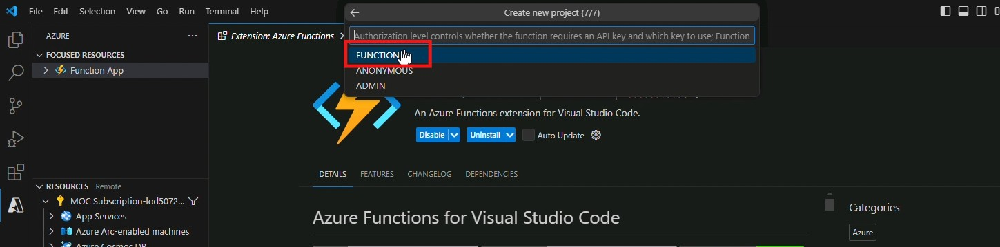 File Edit Selection View Go Run Terminal Help
Create new project (7/7)
AZURE
Extension: Azure Functions
Authorization level controls whether the function requires an API key and which key to use; Function
FOCUSED RESOURCES
FUNCTION
Function App
ANONYMOUS
ADMIN
An Azure Functions extension for Visual Studio Code.
Disable Uninstall Auto Update
DETAILS FEATURES CHANGELOG DEPENDENCIES
RESOURCES Remote
MOC Subscription-lod5072...
App Services
Azure Arc-enabled machines
Azure Cosmos DB
Azure Functions for Visual Studio Code
Categories
Azure